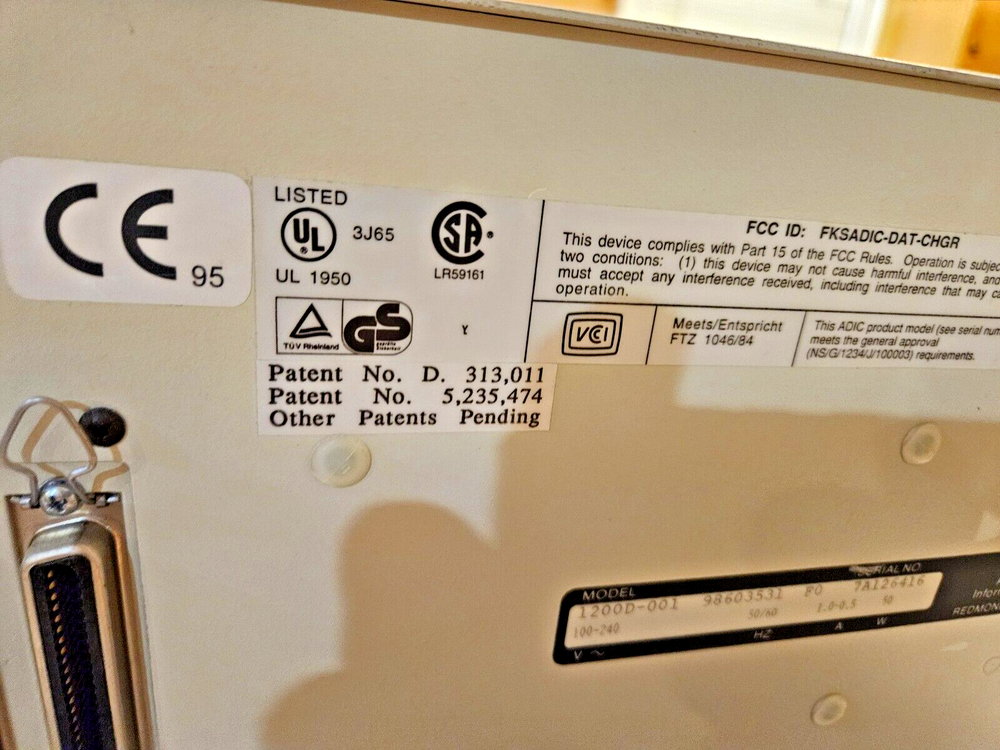 CE 95
LISTED
UL ® 3J65
UL 1950
SA ®
LR59161
TÜV Rheinland
GS
geprüfte Sicherheit
Y
FCC ID: FKSADIC-DAT-CHGR
This device complies with Part 15 of the FCC Rules. Operation is subjec
two conditions: (1) this device may not cause harmful interference, and
must accept any interference received, including interference that may ca
operation.
VCI
Meets/Entspricht
FTZ 1046/84
This ADIC product model (see serial num
meets the general approval
(NS/G/1234/J/100003) requirements.
Patent No. D. 313,011
Patent No. 5,235,474
Other Patents Pending
MODEL SERIAL NO.
1200D-001 98603531 F0 7A126416
100-240 50/60 1.0-0.5 50
V ~ HZ A W
Infor
REDMON